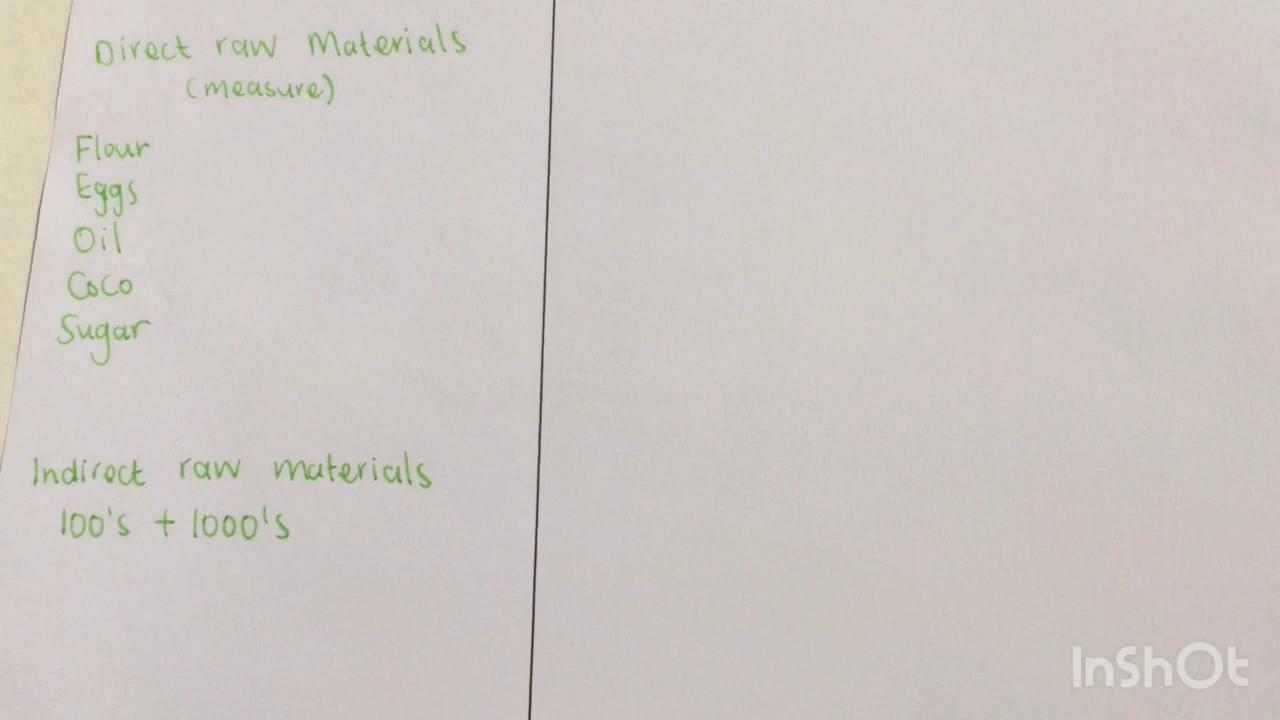 Direct raw Materials
(measure)
Flour
Eggs
Oil
Coco
Sugar
Indirect raw materials
100's + 1000's
InShOt